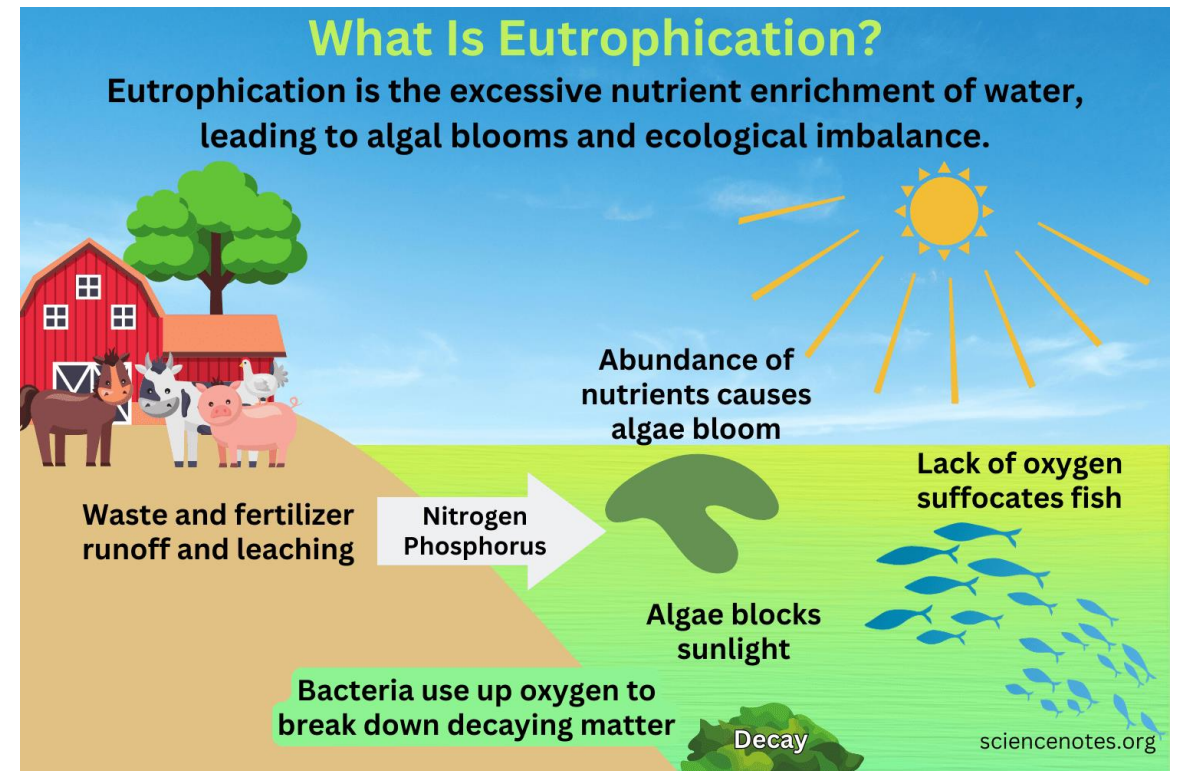 What Is Eutrophication?
Eutrophication is the excessive nutrient enrichment of water,
leading to algal blooms and ecological imbalance.
Abundance of
nutrients causes
algae bloom
Lack of oxygen
suffocates fish
Waste and fertilizer
runoff and leaching
Nitrogen
Phosphorus
Algae blocks
sunlight
Bacteria use up oxygen to
break down decaying matter
Decay
sciencenotes.org